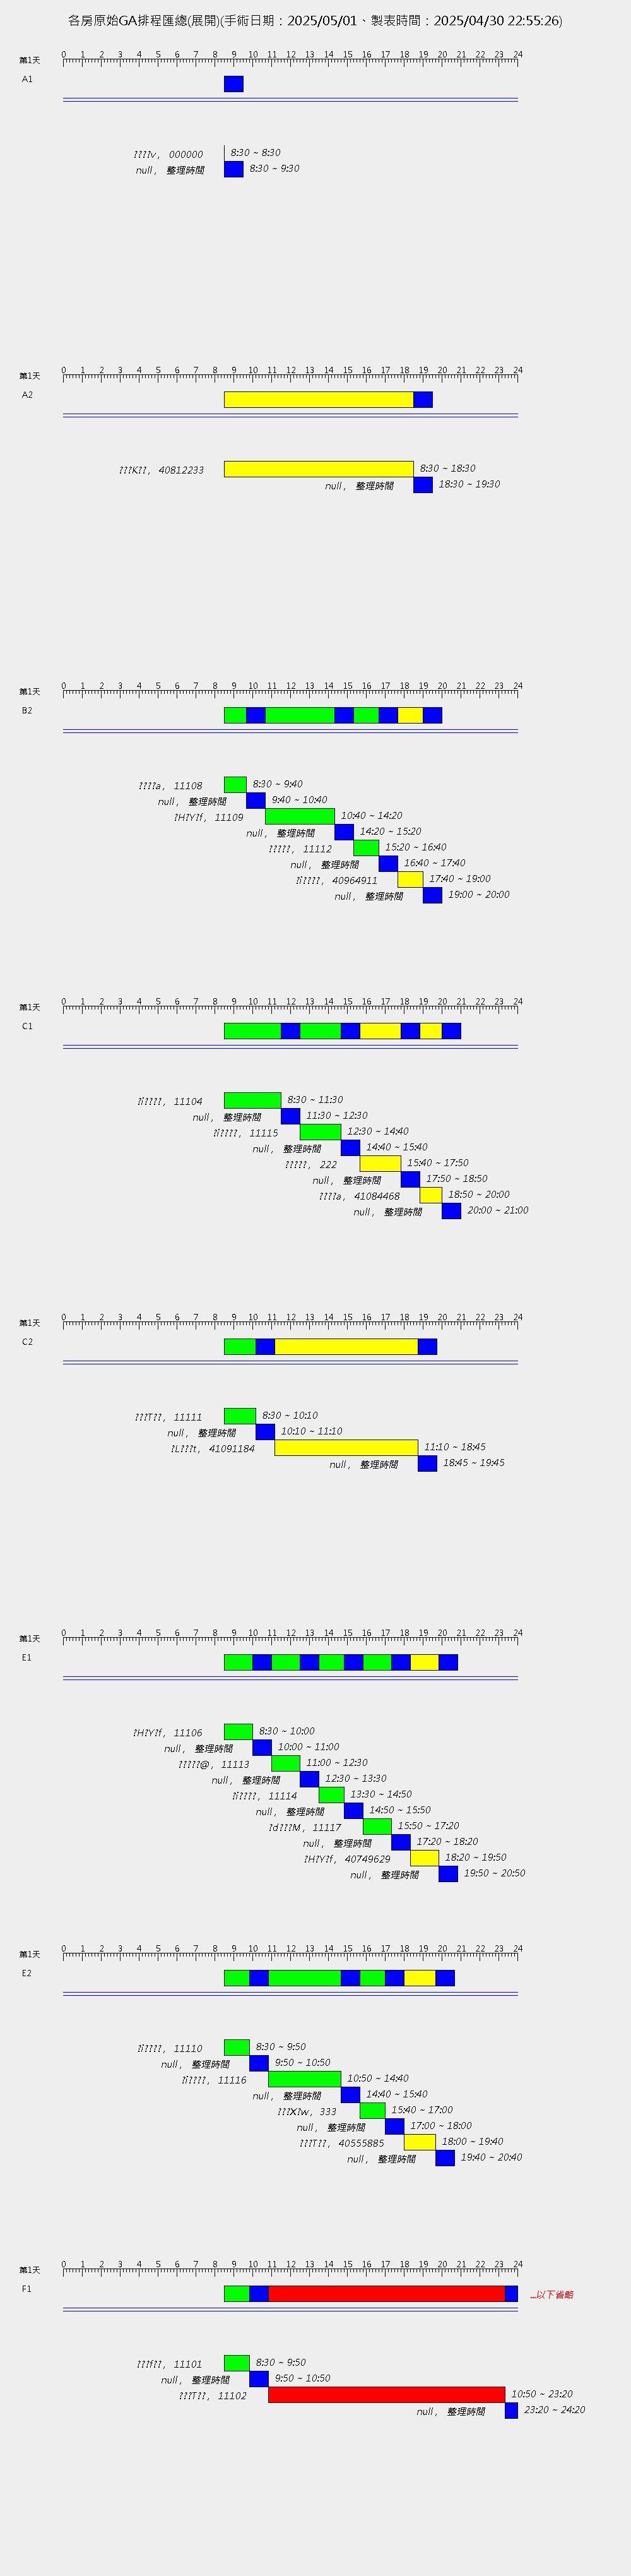 各房原始GA排程匯總(展開)(手術日期：2025/05/01、製表時間：2025/04/30 22:55:26)
第1天 0 1 2 3 4 5 6 7 8 9 10 11 12 13 14 15 16 17 18 19 20 21 22 23 24
A1
????v, 000000 8:30 ~ 8:30
null, 整理時間 8:30 ~ 9:30
第1天 0 1 2 3 4 5 6 7 8 9 10 11 12 13 14 15 16 17 18 19 20 21 22 23 24
A2
???K??, 40812233 8:30 ~ 18:30
null, 整理時間 18:30 ~ 19:30
第1天 0 1 2 3 4 5 6 7 8 9 10 11 12 13 14 15 16 17 18 19 20 21 22 23 24
B2
????a, 11108 8:30 ~ 9:40
null, 整理時間 9:40 ~ 10:40
?H?Y?f, 11109 10:40 ~ 14:20
null, 整理時間 14:20 ~ 15:20
?????, 11112 15:20 ~ 16:40
null, 整理時間 16:40 ~ 17:40
?i????, 40964911 17:40 ~ 19:00
null, 整理時間 19:00 ~ 20:00
第1天 0 1 2 3 4 5 6 7 8 9 10 11 12 13 14 15 16 17 18 19 20 21 22 23 24
C1
?i????, 11104 8:30 ~ 11:30
null, 整理時間 11:30 ~ 12:30
?i????, 11115 12:30 ~ 14:40
null, 整理時間 14:40 ~ 15:40
?????, 222 15:40 ~ 17:50
null, 整理時間 17:50 ~ 18:50
????a, 41084468 18:50 ~ 20:00
null, 整理時間 20:00 ~ 21:00
第1天 0 1 2 3 4 5 6 7 8 9 10 11 12 13 14 15 16 17 18 19 20 21 22 23 24
C2
???T??, 11111 8:30 ~ 10:10
null, 整理時間 10:10 ~ 11:10
?L???t, 41091184 11:10 ~ 18:45
null, 整理時間 18:45 ~ 19:45
第1天 0 1 2 3 4 5 6 7 8 9 10 11 12 13 14 15 16 17 18 19 20 21 22 23 24
E1
?H?Y?f, 11106 8:30 ~ 10:00
null, 整理時間 10:00 ~ 11:00
?????@, 11113 11:00 ~ 12:30
null, 整理時間 12:30 ~ 13:30
?i????, 11114 13:30 ~ 14:50
null, 整理時間 14:50 ~ 15:50
?d???M, 11117 15:50 ~ 17:20
null, 整理時間 17:20 ~ 18:20
?H?Y?f, 40749629 18:20 ~ 19:50
null, 整理時間 19:50 ~ 20:50
第1天 0 1 2 3 4 5 6 7 8 9 10 11 12 13 14 15 16 17 18 19 20 21 22 23 24
E2
?i????, 11110 8:30 ~ 9:50
null, 整理時間 9:50 ~ 10:50
?i????, 11116 10:50 ~ 14:40
null, 整理時間 14:40 ~ 15:40
???X?w, 333 15:40 ~ 17:00
null, 整理時間 17:00 ~ 18:00
???T??, 40555885 18:00 ~ 19:40
null, 整理時間 19:40 ~ 20:40
第1天 0 1 2 3 4 5 6 7 8 9 10 11 12 13 14 15 16 17 18 19 20 21 22 23 24
F1 ...以下省略
???f??, 11101 8:30 ~ 9:50
null, 整理時間 9:50 ~ 10:50
???T??, 11102 10:50 ~ 23:20
null, 整理時間 23:20 ~ 24:20